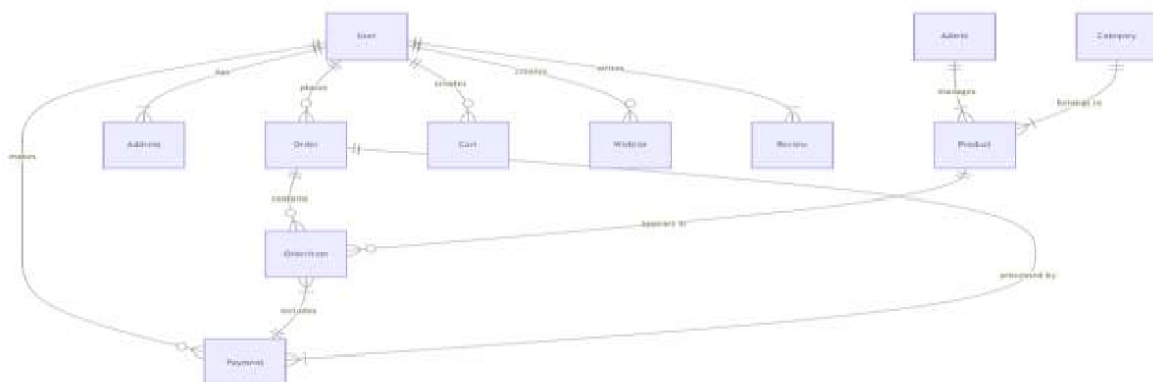 User
Admin
Category
has
places
creates
creates
writes
manages
belongs to
makes
Address
Order
Cart
Wishlist
Review
Product
contains
appears in
OrderItem
processed by
includes
Payment